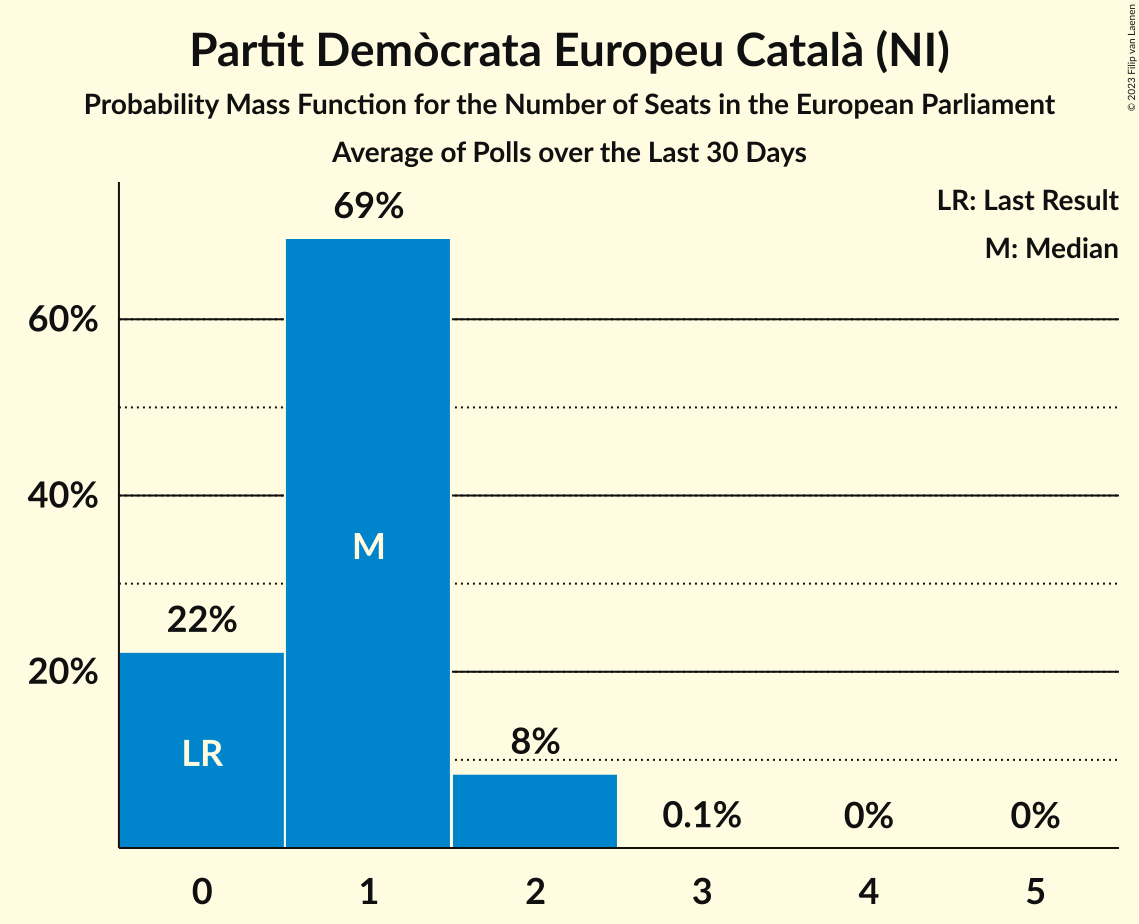 Partit Demòcrata Europeu Català (NI)
Probability Mass Function for the Number of Seats in the European Parliament
Average of Polls over the Last 30 Days
© 2023 Filip van Laenen
LR: Last Result
M: Median
69%
60%
40%
M
22%
20%
LR
8%
0.1%
0%
0%
0 1 2 3 4 5